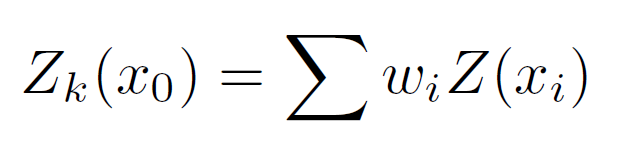 Z_k(x_0) = ∑ w_i Z(x_i)